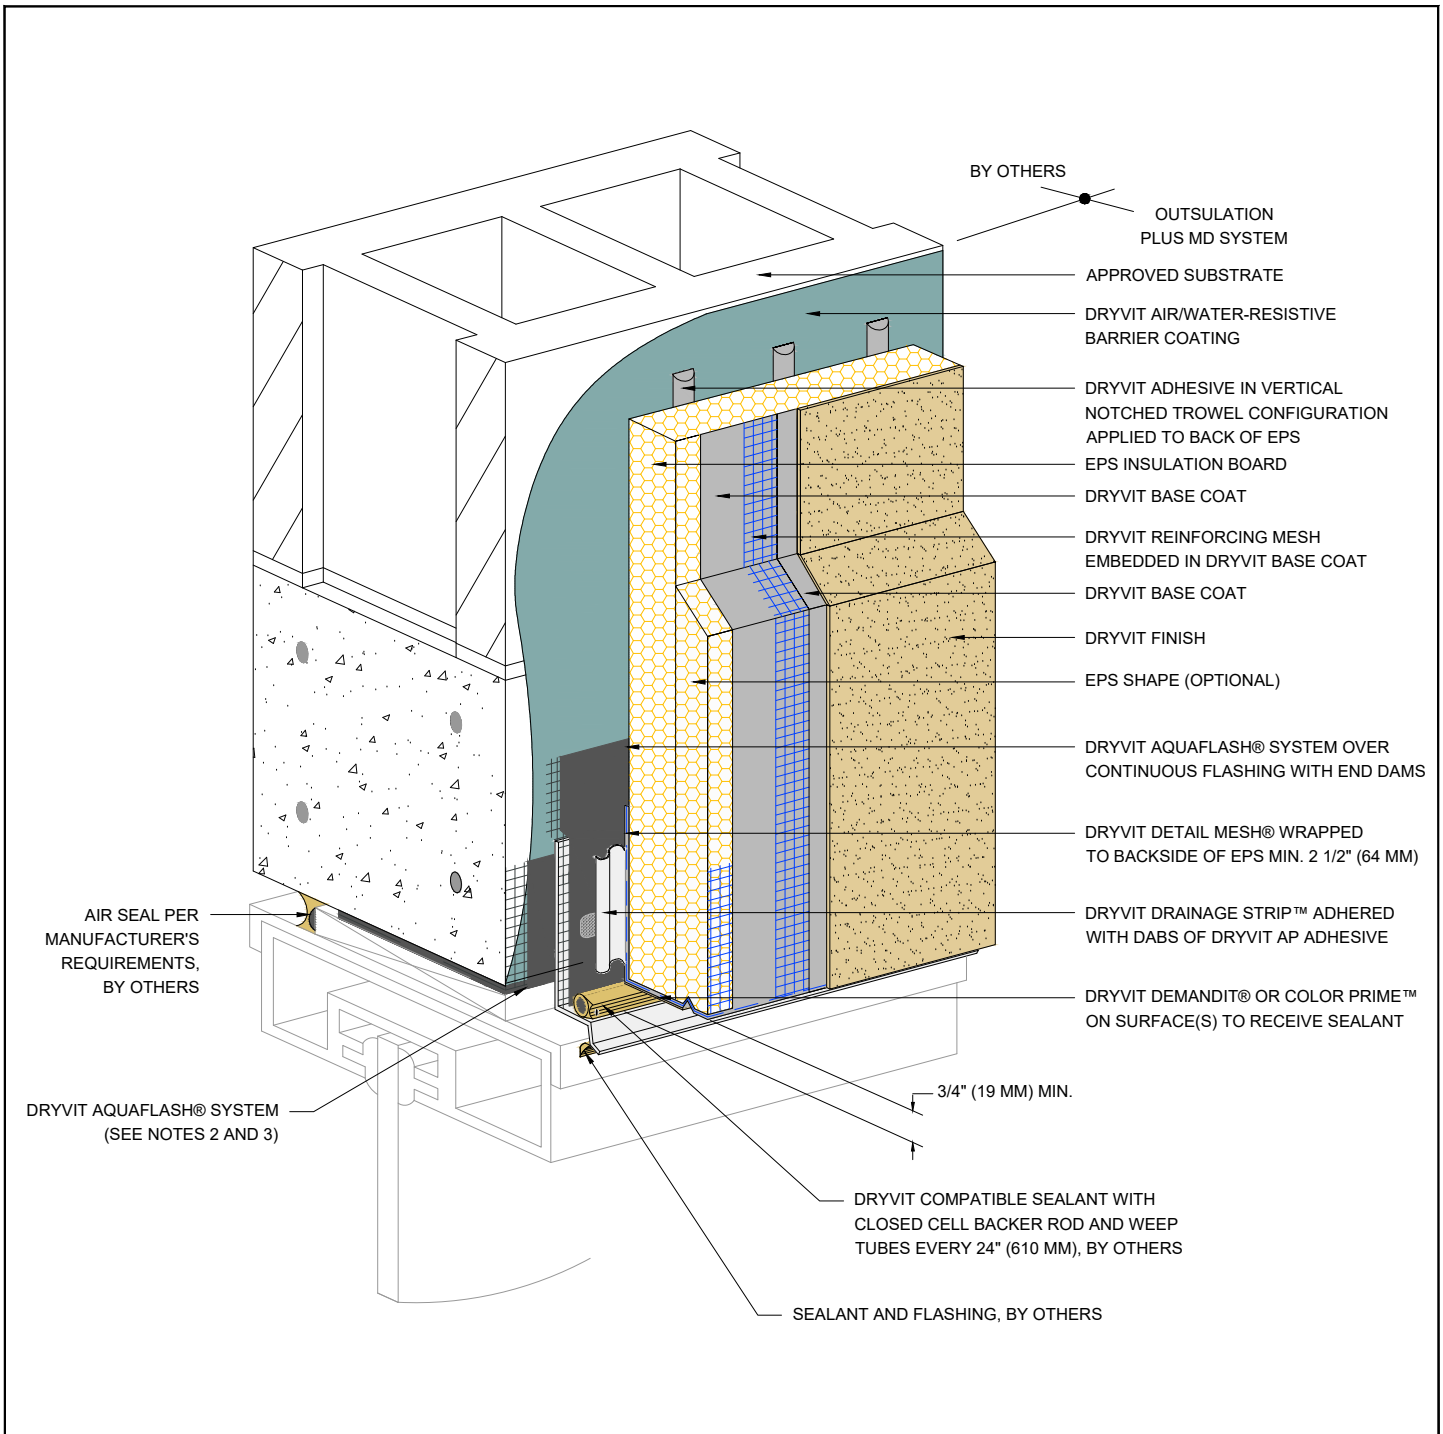 BY OTHERS
OUTSULATION
PLUS MD SYSTEM
APPROVED SUBSTRATE
DRYVIT AIR/WATER-RESISTIVE
BARRIER COATING
DRYVIT ADHESIVE IN VERTICAL
NOTCHED TROWEL CONFIGURATION
APPLIED TO BACK OF EPS
EPS INSULATION BOARD
DRYVIT BASE COAT
DRYVIT REINFORCING MESH
EMBEDDED IN DRYVIT BASE COAT
DRYVIT BASE COAT
DRYVIT FINISH
EPS SHAPE (OPTIONAL)
DRYVIT AQUAFLASH® SYSTEM OVER
CONTINUOUS FLASHING WITH END DAMS
DRYVIT DETAIL MESH® WRAPPED
TO BACKSIDE OF EPS MIN. 2 1/2" (64 MM)
DRYVIT DRAINAGE STRIP™ ADHERED
WITH DABS OF DRYVIT AP ADHESIVE
DRYVIT DEMANDIT® OR COLOR PRIME™
ON SURFACE(S) TO RECEIVE SEALANT
3/4" (19 MM) MIN.
AIR SEAL PER
MANUFACTURER'S
REQUIREMENTS,
BY OTHERS
DRYVIT AQUAFLASH® SYSTEM
(SEE NOTES 2 AND 3)
DRYVIT COMPATIBLE SEALANT WITH
CLOSED CELL BACKER ROD AND WEEP
TUBES EVERY 24" (610 MM), BY OTHERS
SEALANT AND FLASHING, BY OTHERS